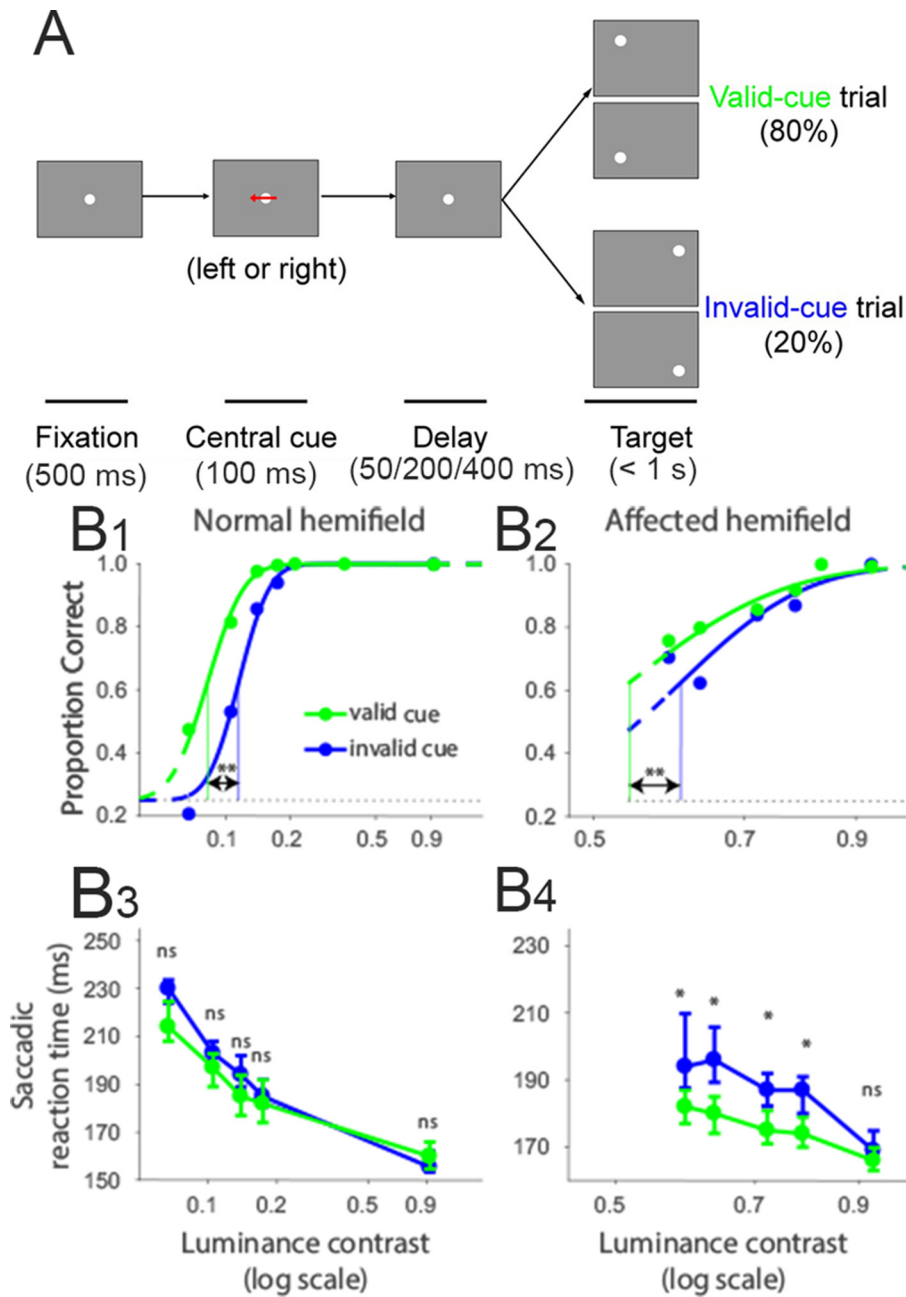 A
Valid-cue trial
(80%)
(left or right)
Invalid-cue trial
(20%)
Fixation
(500 ms)
Central cue
(100 ms)
Delay
(50/200/400 ms)
Target
(< 1 s)
B1
Normal hemifield
B2
Affected hemifield
Proportion Correct
1.0
0.8
0.6
0.4
0.2
valid cue
invalid cue
**
0.1
0.2
0.5
0.9
1.0
0.8
0.6
0.4
0.2
**
0.5
0.7
0.9
B3
B4
Saccadic
reaction time (ms)
250
230
210
190
170
150
ns
ns
ns
ns
ns
0.1
0.2
0.5
0.9
Luminance contrast
(log scale)
230
210
190
170
*
*
*
*
ns
0.5
0.7
0.9
Luminance contrast
(log scale)